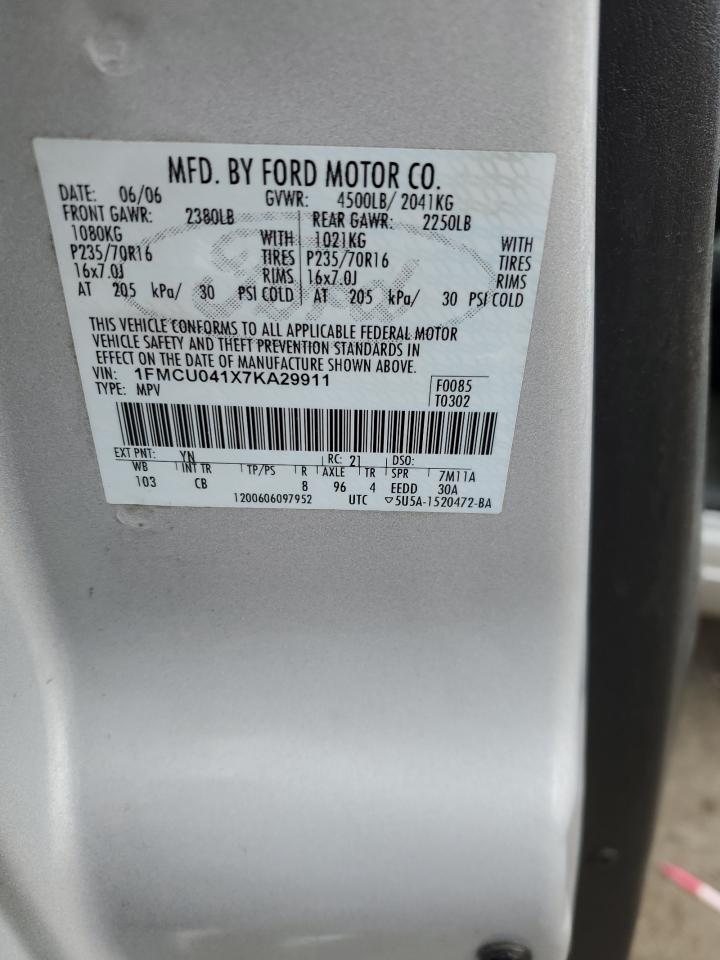 MFD. BY FORD MOTOR CO.
DATE: 06/06 GVWR: 4500LB/ 2041KG
FRONT GAWR: 2380LB REAR GAWR: 2250LB
1080KG WITH 1021KG WITH
P235/70R16 TIRES P235/70R16 TIRES
16x7.0J RIMS 16x7.0J RIMS
AT 205 kPa/ 30 PSI COLD AT 205 kPa/ 30 PSI COLD
THIS VEHICLE CONFORMS TO ALL APPLICABLE FEDERAL MOTOR
VEHICLE SAFETY AND THEFT PREVENTION STANDARDS IN
EFFECT ON THE DATE OF MANUFACTURE SHOWN ABOVE.
VIN: 1FMCU041X7KA29911 F0085
TYPE: MPV T0302
EXT PNT: YN RC: 21 DSO:
WB INT TR TP/PS R AXLE TR SPR 7M11A
103 CB 8 96 4 EEDD 30A
1200606097952 UTC ▽5U5A-1520472-BA
Ford